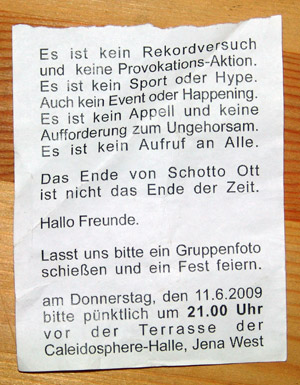 Es ist kein Rekordversuch
und keine Provokations-Aktion.
Es ist kein Sport oder Hype.
Auch kein Event oder Happening.
Es ist kein Appell und keine
Aufforderung zum Ungehorsam.
Es ist kein Aufruf an Alle.
Das Ende von Schotto Ott
ist nicht das Ende der Zeit.
Hallo Freunde.
Lasst uns bitte ein Gruppenfoto
schießen und ein Fest feiern.
am Donnerstag, den 11.6.2009
bitte pünktlich um 21.00 Uhr
vor der Terrasse der
Caleidosphere-Halle, Jena West